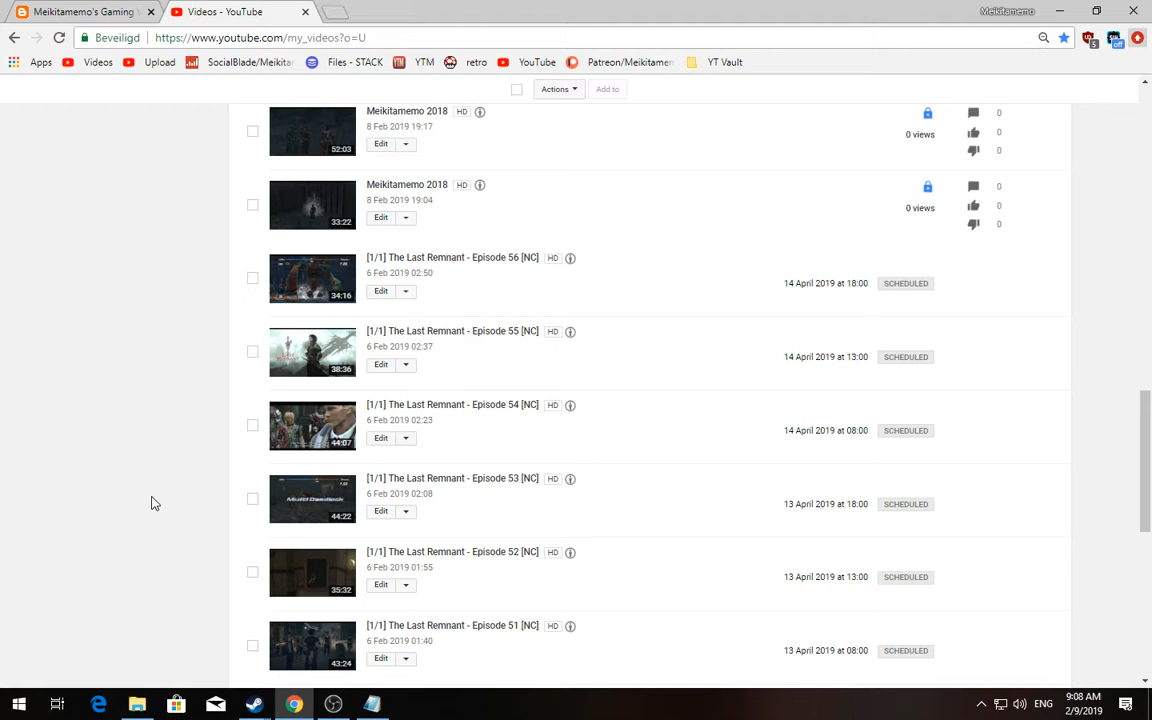 Meikitamemo's Gaming V
Videos - YouTube
Meikitamemo
Beveiligd
https://www.youtube.com/my_videos?o=U
5
off
Apps
Videos
Upload
SocialBlade/Meikita
Files - STACK
YTM
retro
YouTube
Patreon/Meikitamem
YT Vault
Actions
Add to
52:03
Meikitamemo 2018 HD
8 Feb 2019 19:17
Edit
0 views
0
0
0
33:22
Meikitamemo 2018 HD
8 Feb 2019 19:04
Edit
0 views
0
0
0
34:16
[1/1] The Last Remnant - Episode 56 [NC] HD
6 Feb 2019 02:50
Edit
14 April 2019 at 18:00 SCHEDULED
38:36
[1/1] The Last Remnant - Episode 55 [NC] HD
6 Feb 2019 02:37
Edit
14 April 2019 at 13:00 SCHEDULED
44:07
[1/1] The Last Remnant - Episode 54 [NC] HD
6 Feb 2019 02:23
Edit
14 April 2019 at 08:00 SCHEDULED
Multi Deadlock
44:22
[1/1] The Last Remnant - Episode 53 [NC] HD
6 Feb 2019 02:08
Edit
13 April 2019 at 18:00 SCHEDULED
35:32
[1/1] The Last Remnant - Episode 52 [NC] HD
6 Feb 2019 01:55
Edit
13 April 2019 at 13:00 SCHEDULED
43:24
[1/1] The Last Remnant - Episode 51 [NC] HD
6 Feb 2019 01:40
Edit
13 April 2019 at 08:00 SCHEDULED
ENG
9:08 AM
2/9/2019